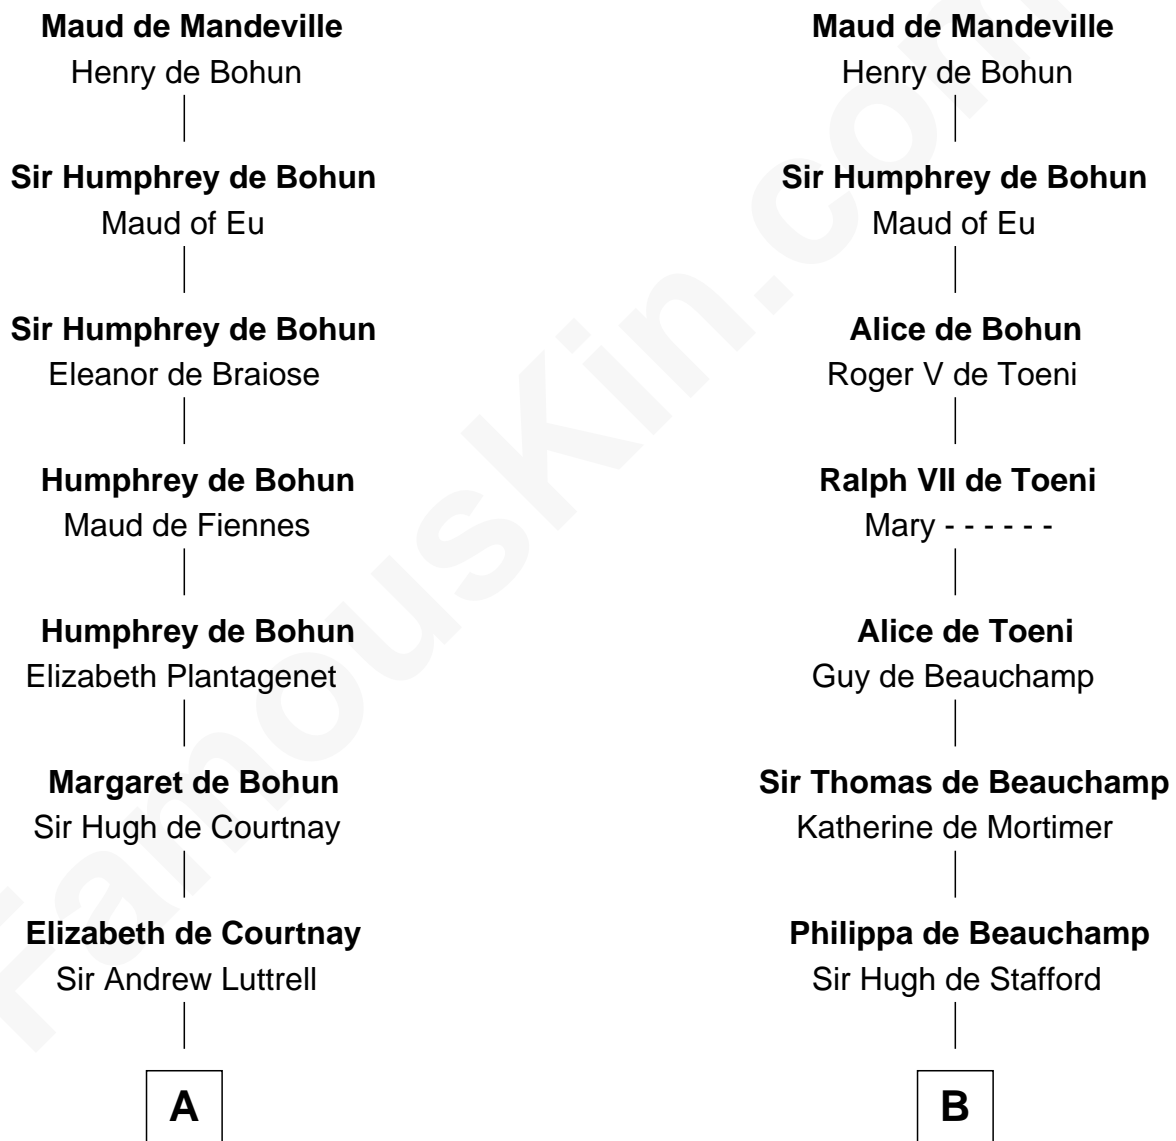 Maud de Mandeville
Henry de Bohun
Sir Humphrey de Bohun
Maud of Eu
Sir Humphrey de Bohun
Eleanor de Braiose
Humphrey de Bohun
Maud de Fiennes
Humphrey de Bohun
Elizabeth Plantagenet
Margaret de Bohun
Sir Hugh de Courtnay
Elizabeth de Courtnay
Sir Andrew Luttrell
A
Maud de Mandeville
Henry de Bohun
Sir Humphrey de Bohun
Maud of Eu
Alice de Bohun
Roger V de Toeni
Ralph VII de Toeni
Mary - - - - - -
Alice de Toeni
Guy de Beauchamp
Sir Thomas de Beauchamp
Katherine de Mortimer
Philippa de Beauchamp
Sir Hugh de Stafford
B
FamousKin.com